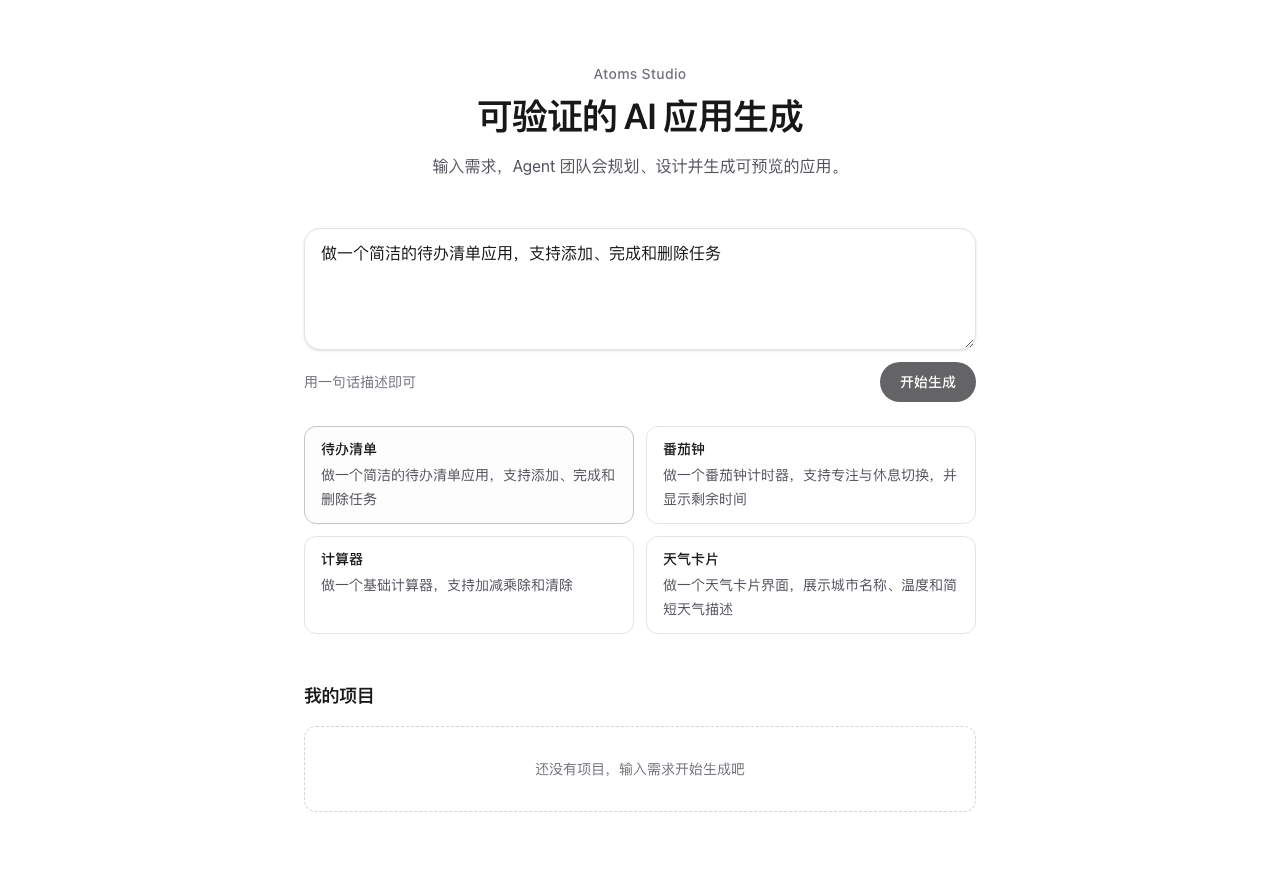 Atoms Studio
可验证的 AI 应用生成
输入需求，Agent 团队会规划、设计并生成可预览的应用。
做一个简洁的待办清单应用，支持添加、完成和删除任务
用一句话描述即可
开始生成
待办清单
做一个简洁的待办清单应用，支持添加、完成和
删除任务
番茄钟
做一个番茄钟计时器，支持专注与休息切换，并
显示剩余时间
计算器
做一个基础计算器，支持加减乘除和清除
天气卡片
做一个天气卡片界面，展示城市名称、温度和简
短天气描述
我的项目
还没有项目，输入需求开始生成吧